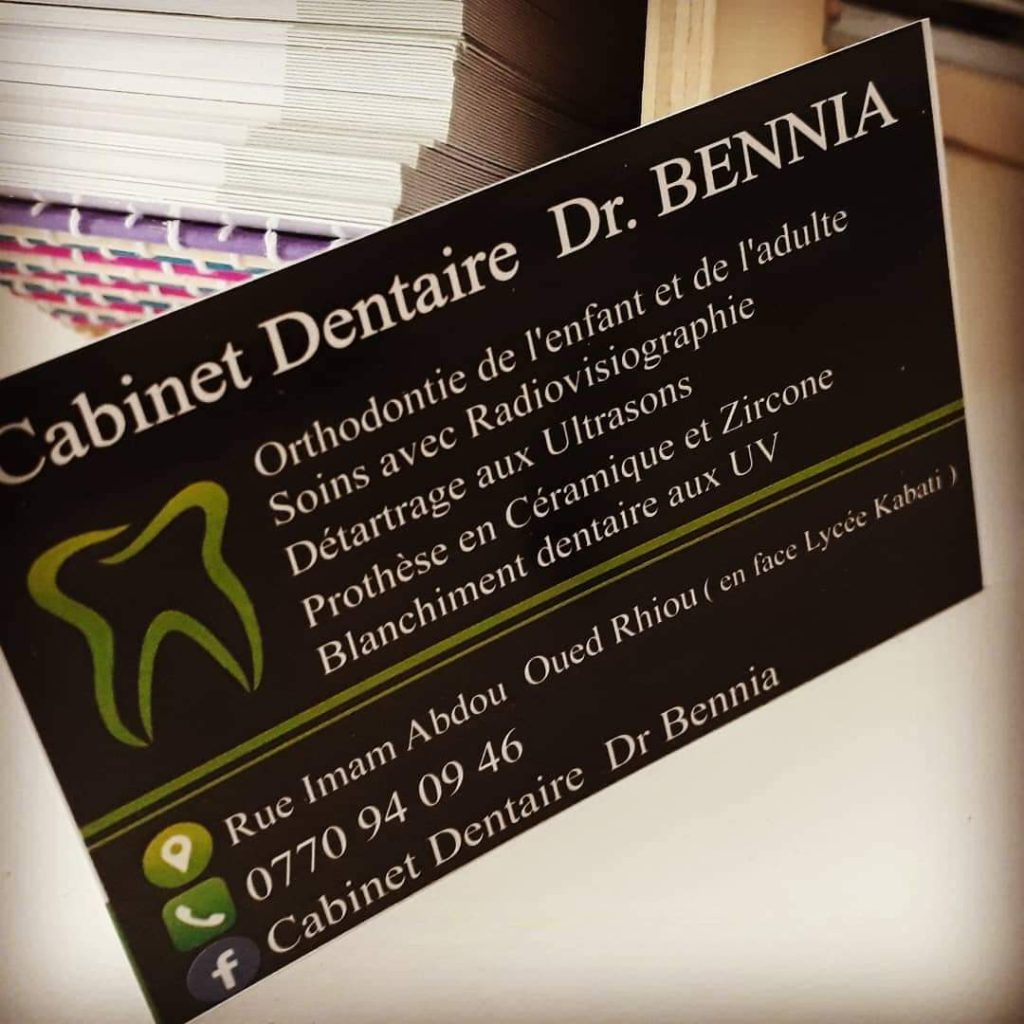 Cabinet Dentaire Dr. BENNIA
Orthodontie de l'enfant et de l'adulte
Soins avec Radiovisiographie
Détartrage aux Ultrasons
Prothèse en Céramique et Zircone
Blanchiment dentaire aux UV
Rue Imam Abdou Oued Rhiou ( en face Lycée Kabati )
0770 94 09 46
f Cabinet Dentaire Dr Bennia